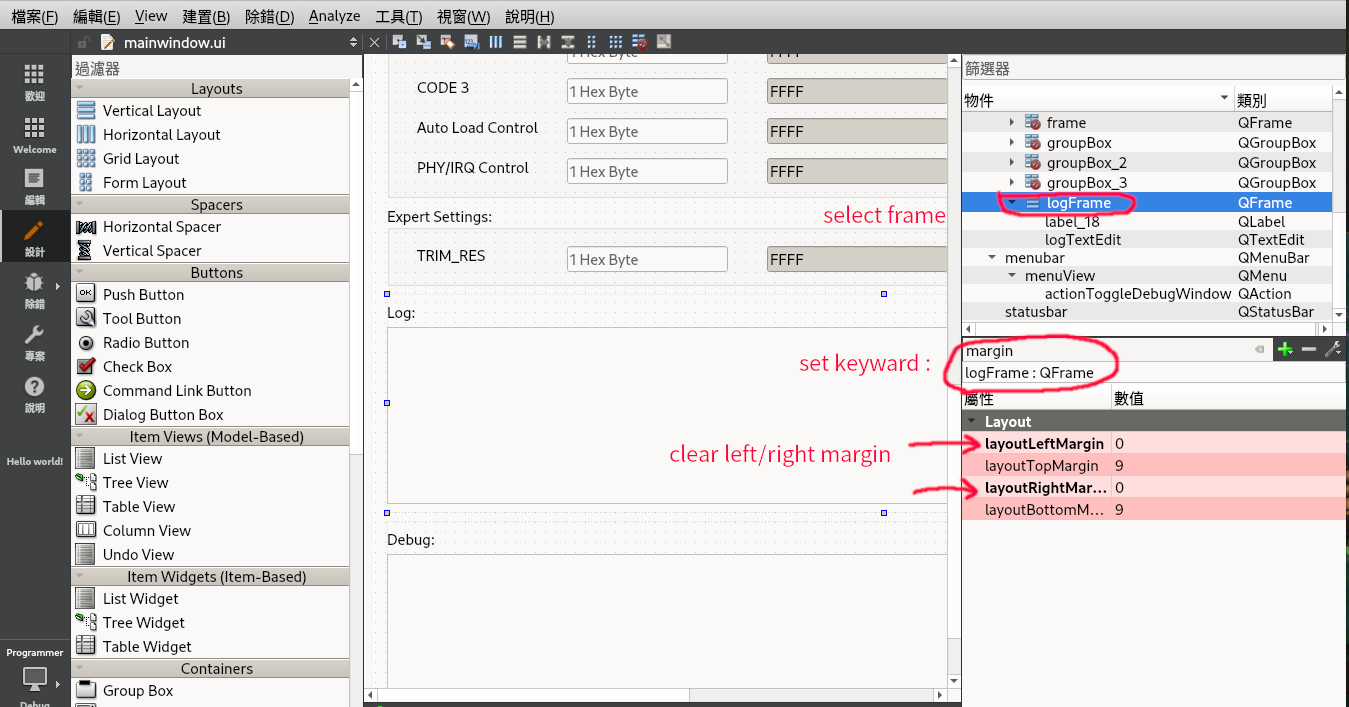 檔案(F) 編輯(E) View 建置(B) 除錯(D) Analyze 工具(T) 視窗(W) 說明(H)
mainwindow.ui
歡迎
Welcome
編輯
設計
除錯
專案
說明
Hello world!
Programmer
Debug
過濾器
Layouts
Vertical Layout
Horizontal Layout
Grid Layout
Form Layout
Spacers
Horizontal Spacer
Vertical Spacer
Buttons
OK
Push Button
Tool Button
Radio Button
Check Box
Command Link Button
Dialog Button Box
Item Views (Model-Based)
List View
Tree View
Table View
Column View
Undo View
Item Widgets (Item-Based)
List Widget
Tree Widget
Table Widget
Containers
Group Box
1 Hex Byte FFFF
CODE 3 1 Hex Byte FFFF
Auto Load Control 1 Hex Byte FFFF
PHY/IRQ Control 1 Hex Byte FFFF
Expert Settings:
select frame
TRIM_RES 1 Hex Byte FFFF
Log:
set keyward :
clear left/right margin
Debug:
篩選器
物件 類別
frame QFrame
groupBox QGroupBox
groupBox_2 QGroupBox
groupBox_3 QGroupBox
logFrame QFrame
label_18 QLabel
logTextEdit QTextEdit
menubar QMenuBar
menuView QMenu
actionToggleDebugWindow QAction
statusbar QStatusBar
margin
logFrame : QFrame
屬性 數值
Layout
layoutLeftMargin 0
layoutTopMargin 9
layoutRightMar... 0
layoutBottomM... 9